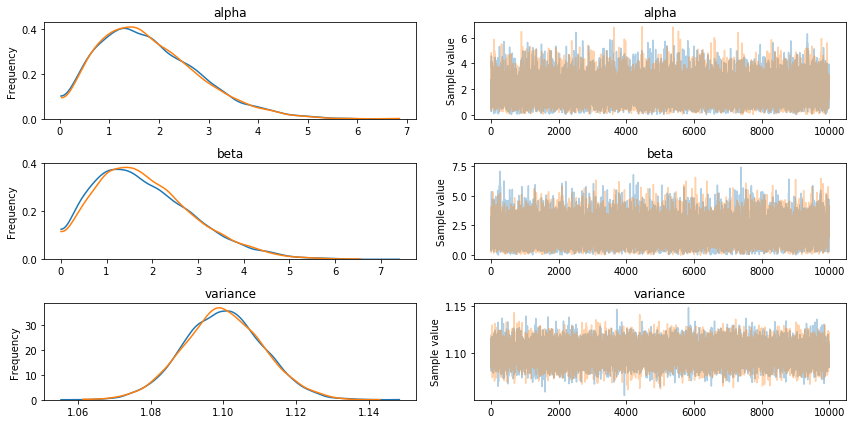 alpha
Frequency
0.4
0.2
0.0
0 1 2 3 4 5 6 7
alpha
Sample value
6
4
2
0
0 2000 4000 6000 8000 10000
beta
Frequency
0.4
0.2
0.0
0 1 2 3 4 5 6 7
beta
Sample value
7.5
5.0
2.5
0.0
0 2000 4000 6000 8000 10000
variance
Frequency
30
20
10
0
1.06 1.08 1.10 1.12 1.14
variance
Sample value
1.15
1.10
0 2000 4000 6000 8000 10000